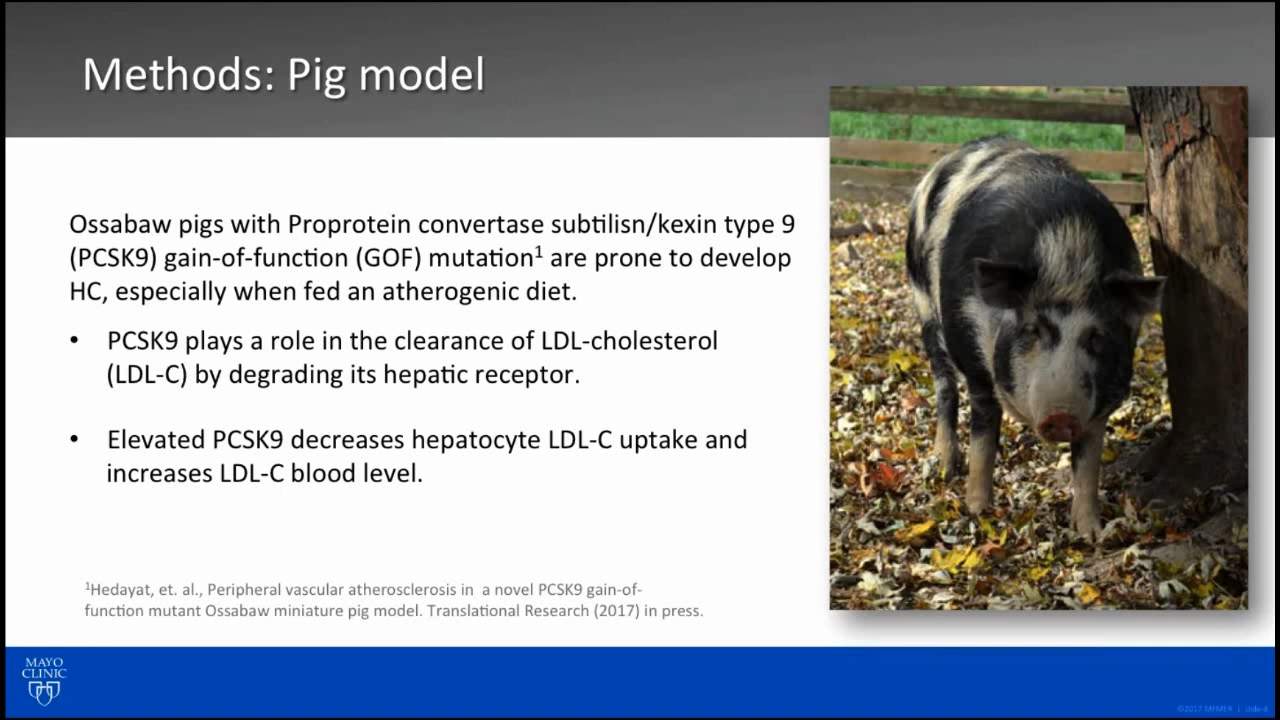 Methods: Pig model
Ossabaw pigs with Proprotein convertase subtilisn/kexin type 9
(PCSK9) gain-of-function (GOF) mutation¹ are prone to develop
HC, especially when fed an atherogenic diet.
• PCSK9 plays a role in the clearance of LDL-cholesterol
(LDL-C) by degrading its hepatic receptor.
• Elevated PCSK9 decreases hepatocyte LDL-C uptake and
increases LDL-C blood level.
¹Hedayat, et. al., Peripheral vascular atherosclerosis in a novel PCSK9 gain-of-
function mutant Ossabaw miniature pig model. Translational Research (2017) in press.
MAYO
CLINIC
©2017 MFMER |